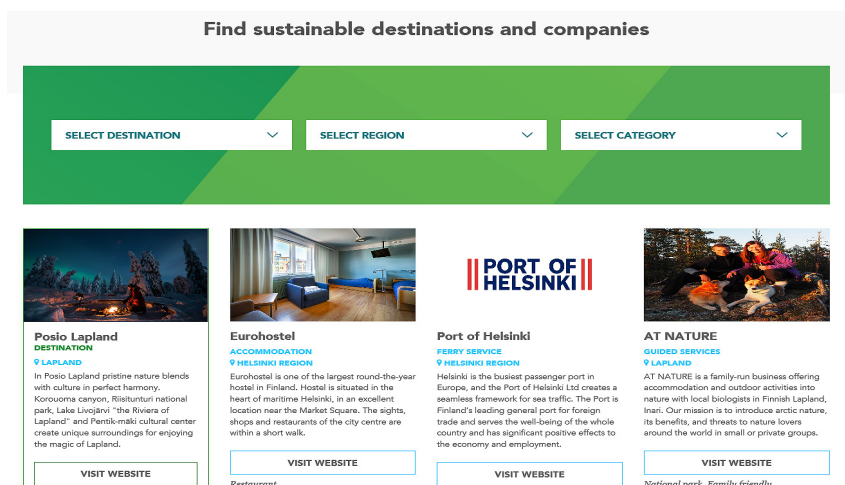 Find sustainable destinations and companies
SELECT DESTINATION
SELECT REGION
SELECT CATEGORY
Posio Lapland
DESTINATION
LAPLAND
In Posio Lapland pristine nature blends
with culture in perfect harmony.
Korouoma canyon, Riisitunturi national
park, Lake Livojärvi "the Riviera of
Lapland" and Pentik-mäki cultural center
create unique surroundings for enjoying
the magic of Lapland.
VISIT WEBSITE
Eurohostel
ACCOMMODATION
HELSINKI REGION
Eurohostel is one of the largest round-the-year
hostel in Finland. Hostel is situated in the
heart of maritime Helsinki, in an excellent
location near the Market Square. The sights,
shops and restaurants of the city centre are
within a short walk.
VISIT WEBSITE
Restaurant
PORT OF
HELSINKI
Port of Helsinki
FERRY SERVICE
HELSINKI REGION
Helsinki is the busiest passenger port in
Europe, and the Port of Helsinki Ltd creates a
seamless framework for sea traffic. The Port is
Finland's leading general port for foreign
trade and serves the well-being of the whole
country and has significant positive effects to
the economy and employment.
VISIT WEBSITE
AT NATURE
GUIDED SERVICES
LAPLAND
AT NATURE is a family-run business offering
accommodation and outdoor activities into
nature with local biologists in Finnish Lapland,
Inari. Our mission is to introduce arctic nature,
its benefits, and threats to nature lovers
around the world in small or private groups.
VISIT WEBSITE
National park, Family friendly